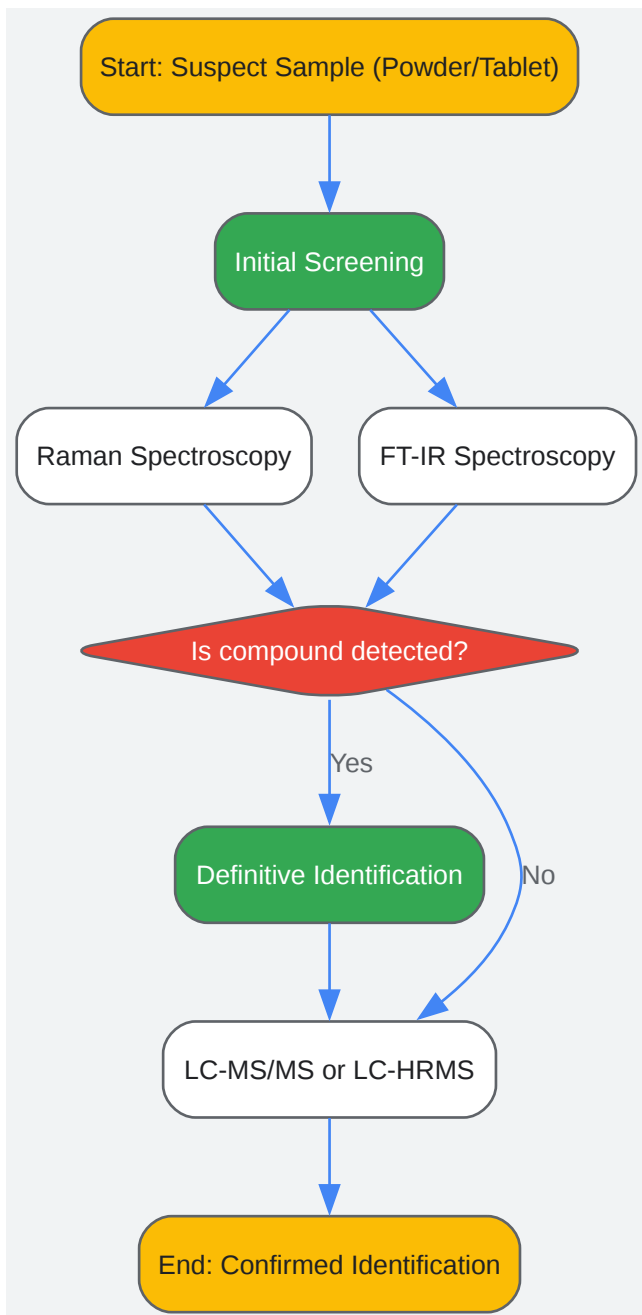 Start: Suspect Sample (Powder/Tablet)
Initial Screening
Raman Spectroscopy
FT-IR Spectroscopy
Is compound detected?
Yes
Definitive Identification
No
LC-MS/MS or LC-HRMS
End: Confirmed Identification